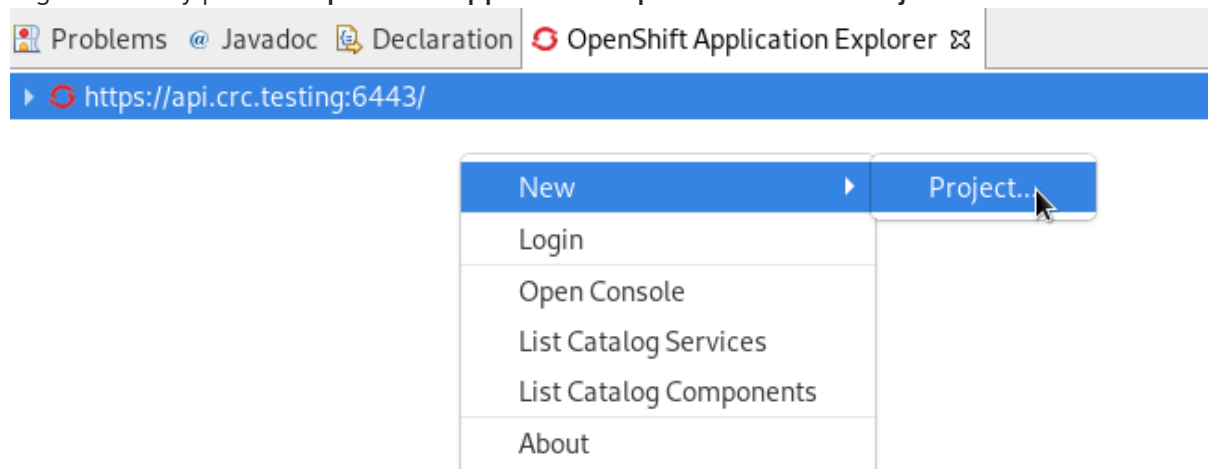 Problems @ Javadoc Declaration OpenShift Application Explorer
https://api.crc.testing:6443/
New Project...
Login
Open Console
List Catalog Services
List Catalog Components
About